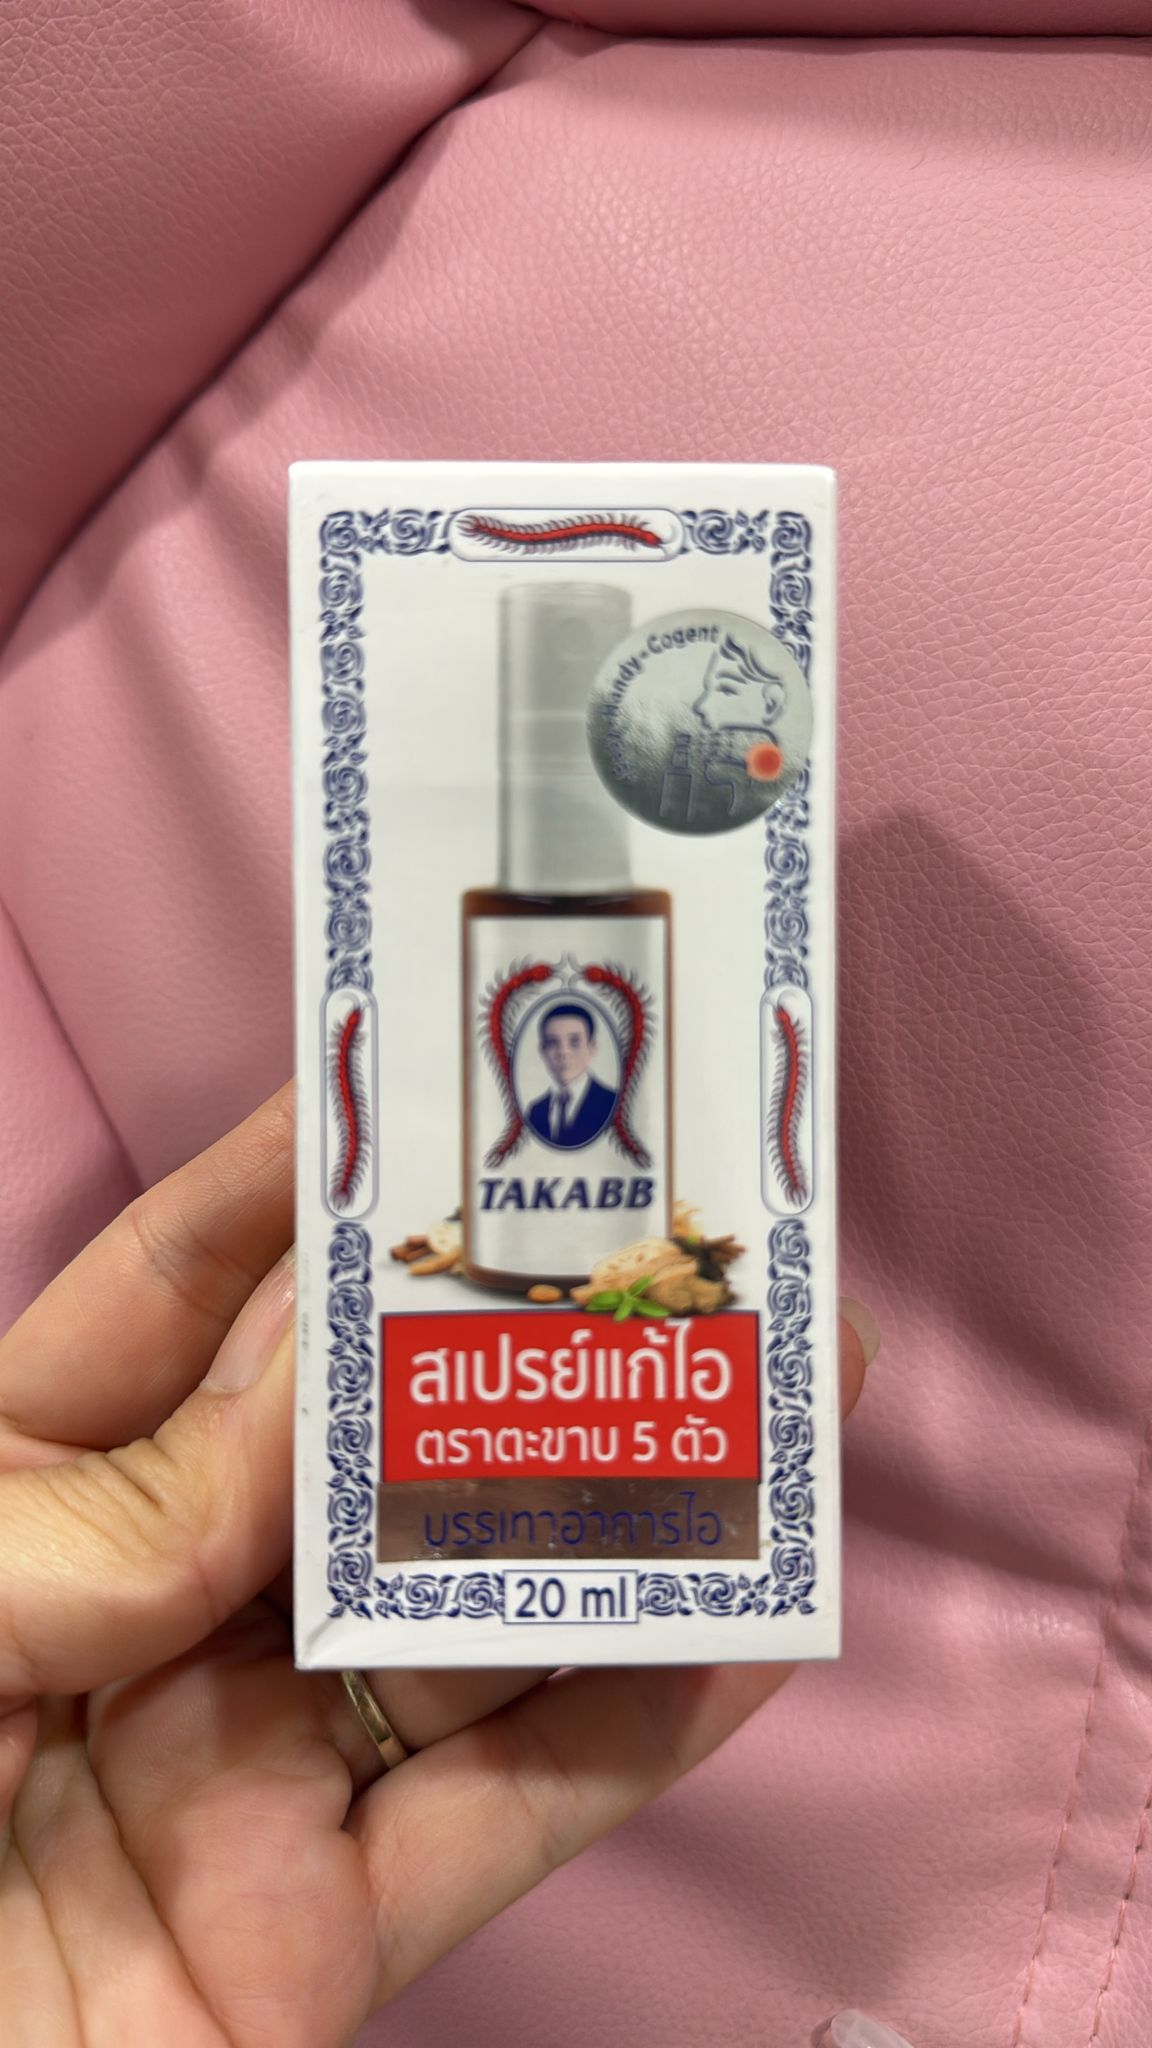 Handy • Cogent
TAKABB
สเปรย์แก้ไอ
ตราตะขาบ 5 ตัว
บรรเทาอาการไอ
20 ml